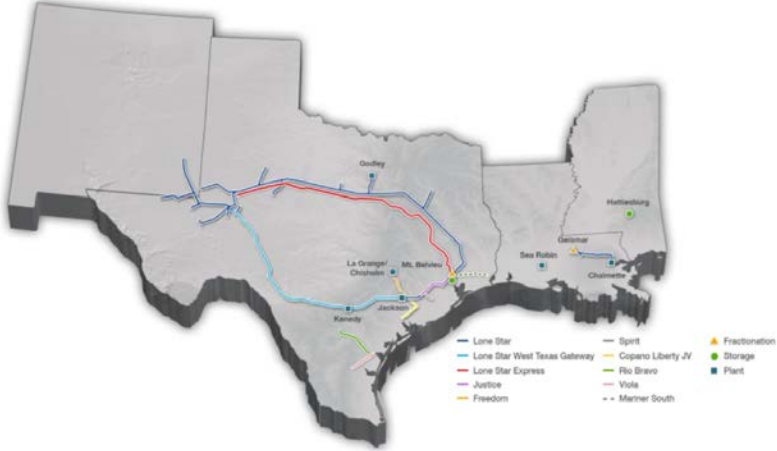 Godley
Hattiesburg
Geismar
Sea Robin
Chalmette
La Grange/
Chisholm
Mt. Belvieu
Jackson
Kenedy
Lone Star
Lone Star West Texas Gateway
Lone Star Express
Justice
Freedom
Spirit
Copano Liberty JV
Rio Bravo
Viola
Mariner South
Fractionation
Storage
Plant